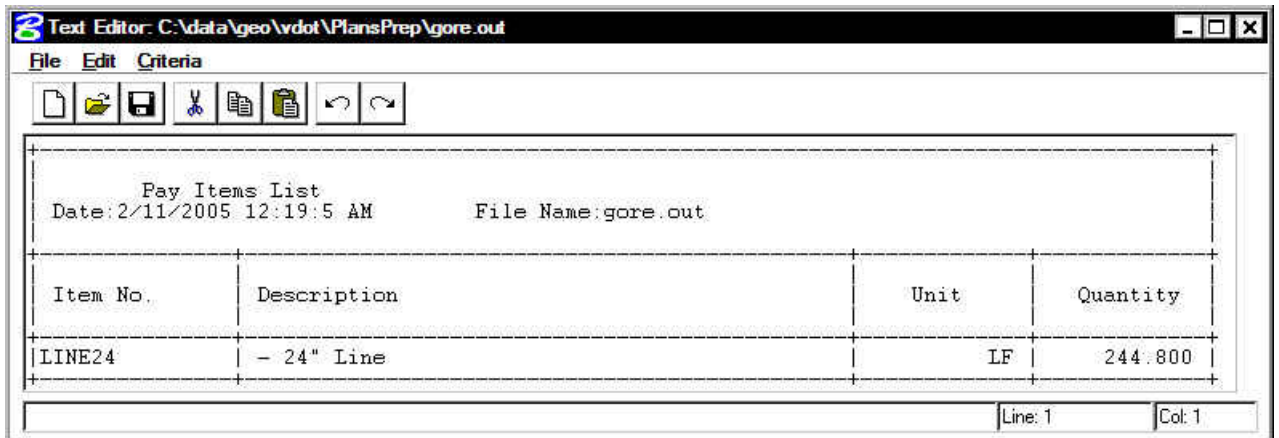 Text Editor: C:\data\geo\vdot\PlansPrep\gore.out
File Edit Criteria
Pay Items List
Date:2/11/2005 12:19:5 AM File Name:gore.out
Item No. Description Unit Quantity
LINE24 - 24" Line LF 244.800
Line: 1 Col: 1